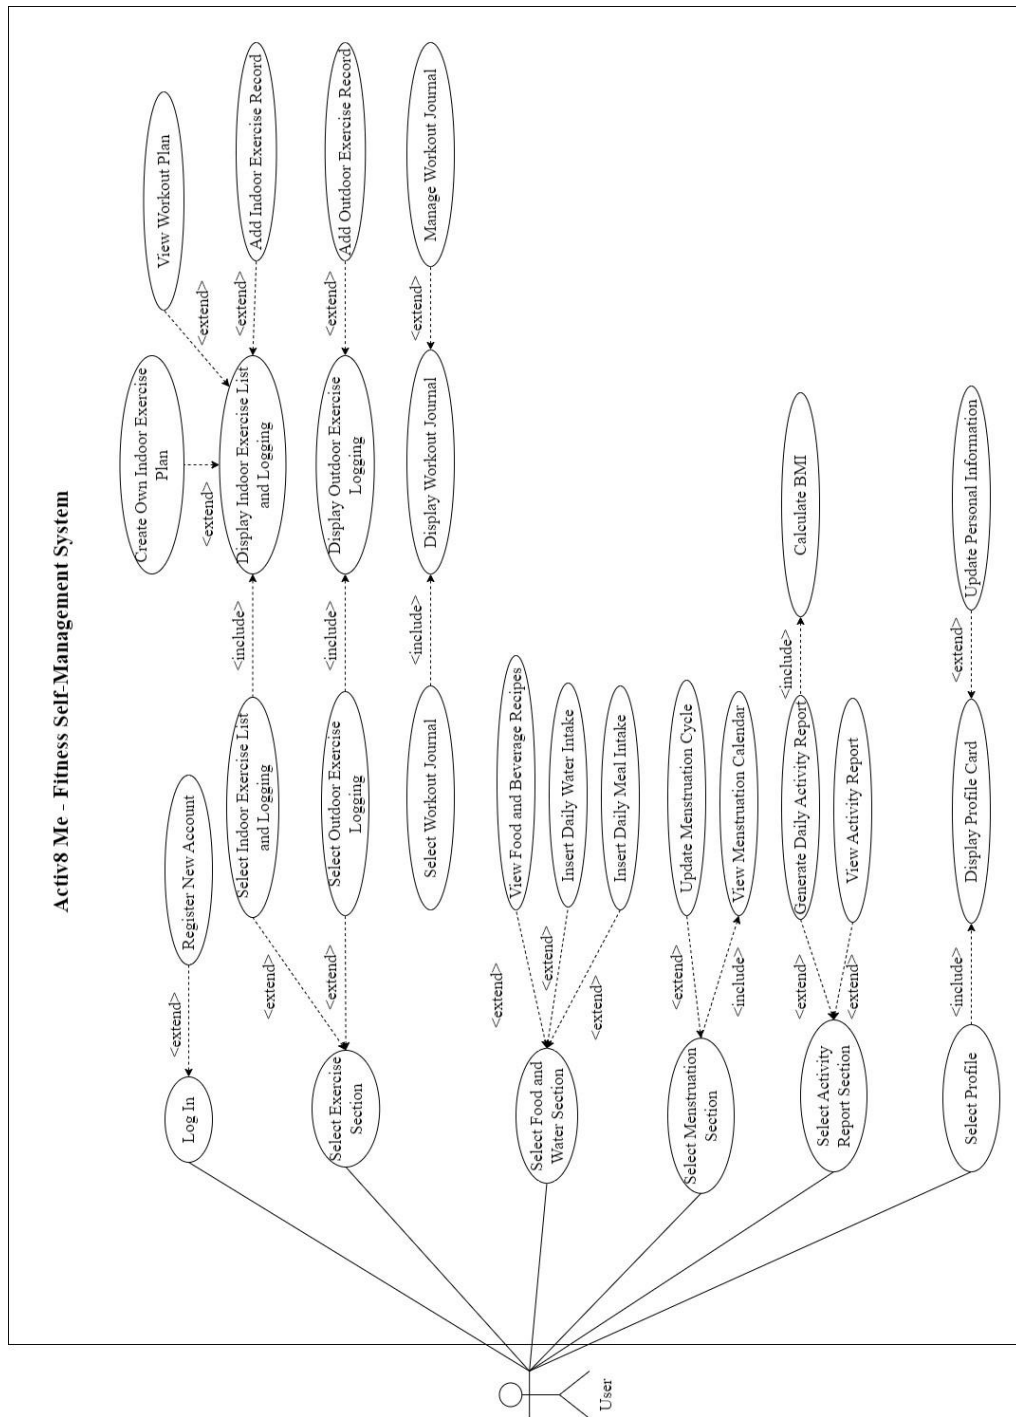 Activ8 Me - Fitness Self-Management System
User
Log In
<extend>
Register New Account
Select Exercise
Section
<extend>
<extend>
Select Indoor Exercise List
and Logging
<include>
Display Indoor Exercise List
and Logging
<extend>
Create Own Indoor Exercise
Plan
<extend>
View Workout Plan
<extend>
Add Indoor Exercise Record
Select Outdoor Exercise
Logging
<include>
Display Outdoor Exercise
Logging
<extend>
Add Outdoor Exercise Record
Select Workout Journal
<include>
Display Workout Journal
<extend>
Manage Workout Journal
Select Food and
Water Section
<extend>
View Food and Beverage Recipes
<extend>
Insert Daily Water Intake
<extend>
Insert Daily Meal Intake
Select Menstruation
Section
<extend>
Update Menstruation Cycle
<include>
View Menstruation Calendar
Select Activity
Report Section
<extend>
Generate Daily Activity Report
<include>
Calculate BMI
<extend>
View Activity Report
Select Profile
<include>
Display Profile Card
<extend>
Update Personal Information